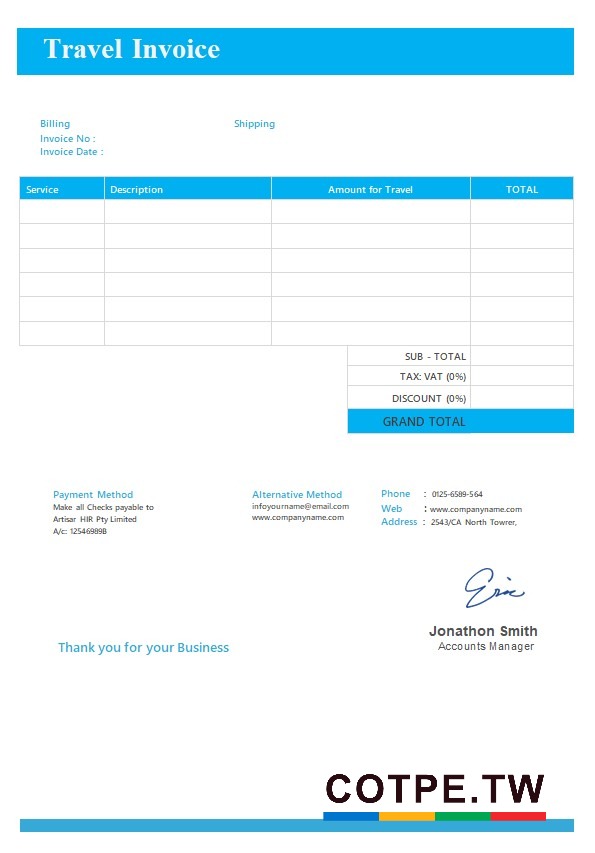 Travel Invoice
Billing
Shipping
Invoice No :
Invoice Date :
Service Description Amount for Travel TOTAL
SUB - TOTAL
TAX: VAT (0%)
DISCOUNT (0%)
GRAND TOTAL
Payment Method
Make all Checks payable to
Artisar HIR Pty Limited
A/c: 12546989B
Alternative Method
infoyourname@email.com
www.companyname.com
Phone : 0125-6589-564
Web : www.companyname.com
Address : 2543/CA North Towrer,
Eric
Jonathon Smith
Accounts Manager
Thank you for your Business
COTPE.TW